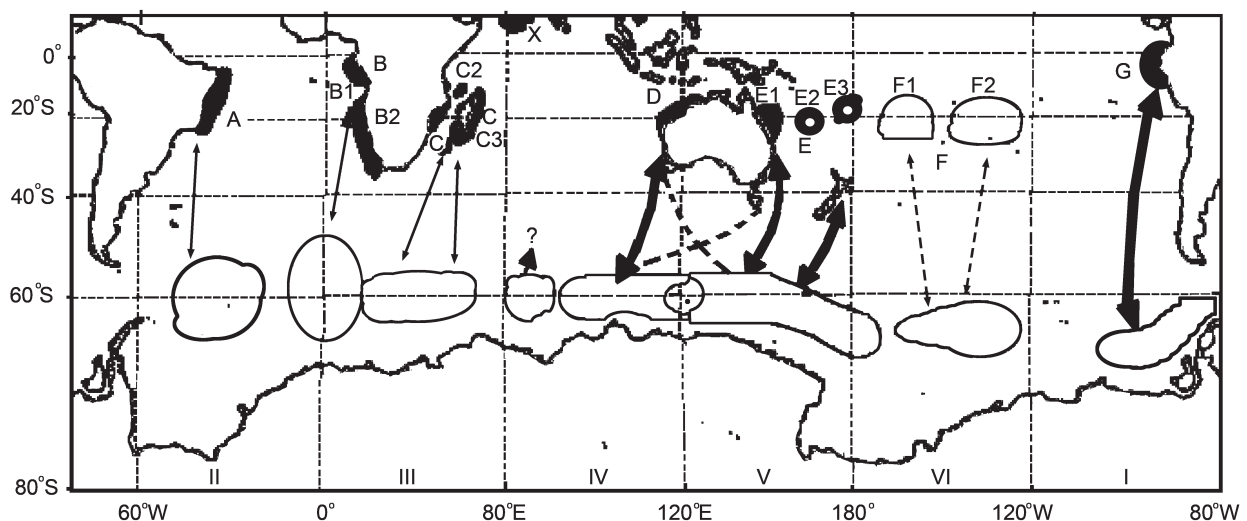 X
0° B C2 G
B1 D E1 E2 E3 F1 F2
20°S A B2 C
C C3 E F
40°S
?
60°S
80°S II III IV V VI I
60°W 0° 80°E 120°E 180° 120°W 80°W